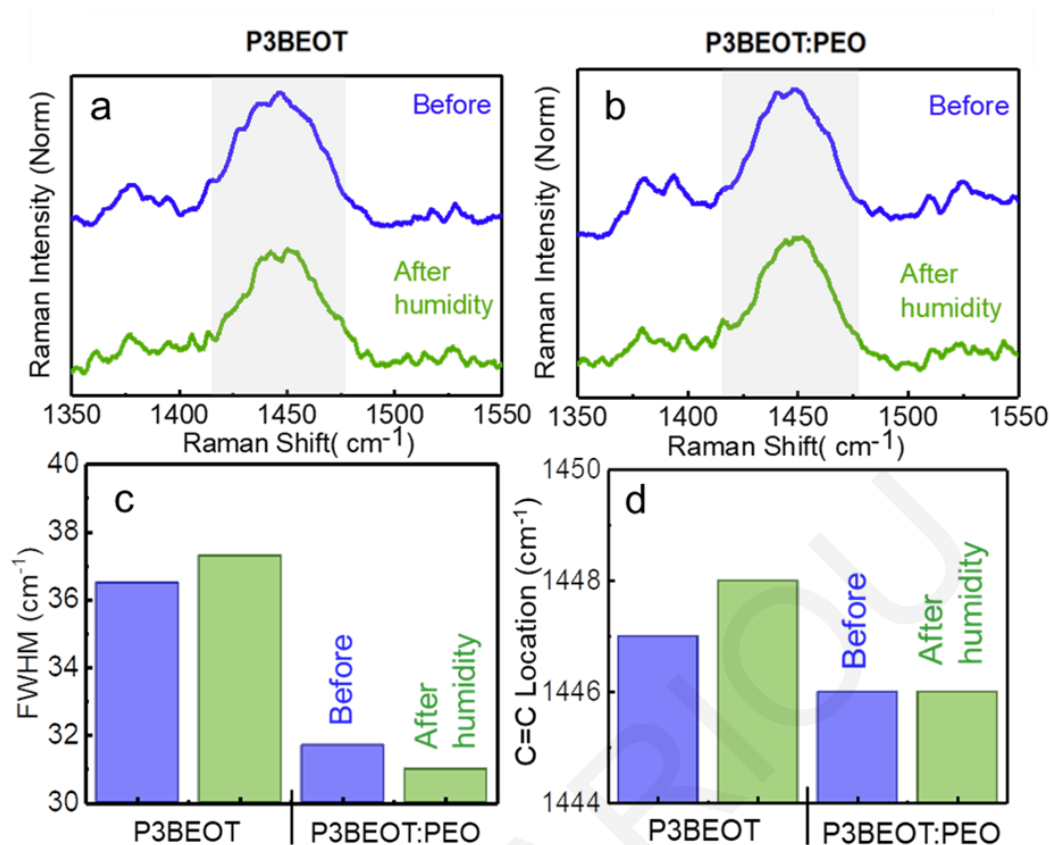 P3BEOT
P3BEOT:PEO
a
Before
After
humidity
Raman Intensity (Norm)
1350
1400
1450
1500
1550
Raman Shift( cm-1)
b
Before
After
humidity
Raman Intensity (Norm)
1350
1400
1450
1500
1550
Raman Shift( cm-1)
c
FWHM (cm-1)
40
38
36
34
32
30
Before
After
humidity
P3BEOT
P3BEOT:PEO
d
C=C Location (cm-1)
1450
1448
1446
1444
Before
After
humidity
P3BEOT
P3BEOT:PEO
ARIOU